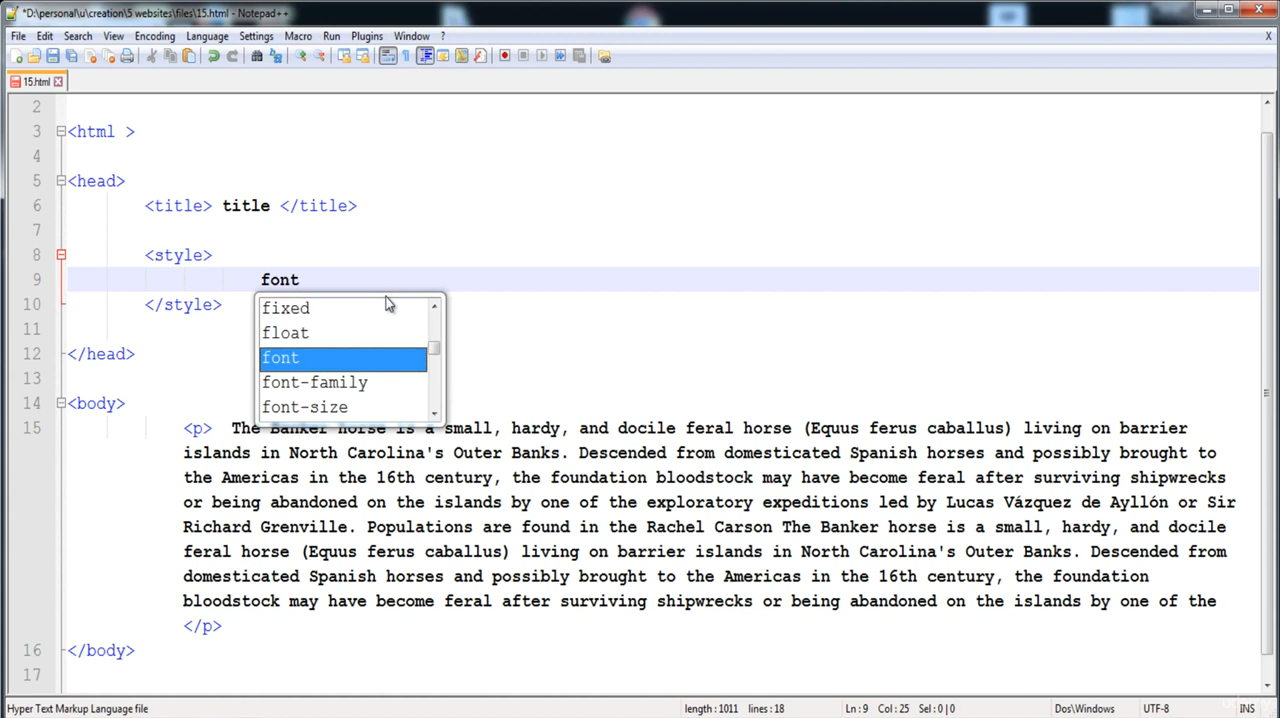 *D:\personal\u\creation\5 websites\files\15.html - Notepad++
File Edit Search View Encoding Language Settings Macro Run Plugins Window ? X
15.html
2
3 <html >
4
5 <head>
6 <title> title </title>
7
8 <style>
9 font
10 </style>
fixed
11
float
12 </head>
font
13
font-family
14 <body>
font-size
15 <p> The Banker horse is a small, hardy, and docile feral horse (Equus ferus caballus) living on barrier
islands in North Carolina's Outer Banks. Descended from domesticated Spanish horses and possibly brought to
the Americas in the 16th century, the foundation bloodstock may have become feral after surviving shipwrecks
or being abandoned on the islands by one of the exploratory expeditions led by Lucas Vázquez de Ayllón or Sir
Richard Grenville. Populations are found in the Rachel Carson The Banker horse is a small, hardy, and docile
feral horse (Equus ferus caballus) living on barrier islands in North Carolina's Outer Banks. Descended from
domesticated Spanish horses and possibly brought to the Americas in the 16th century, the foundation
bloodstock may have become feral after surviving shipwrecks or being abandoned on the islands by one of the
</p>
16 </body>
17
Hyper Text Markup Language file length : 1011 lines : 18 Ln : 9 Col : 25 Sel : 0 | 0 Dos\Windows UTF-8 INS